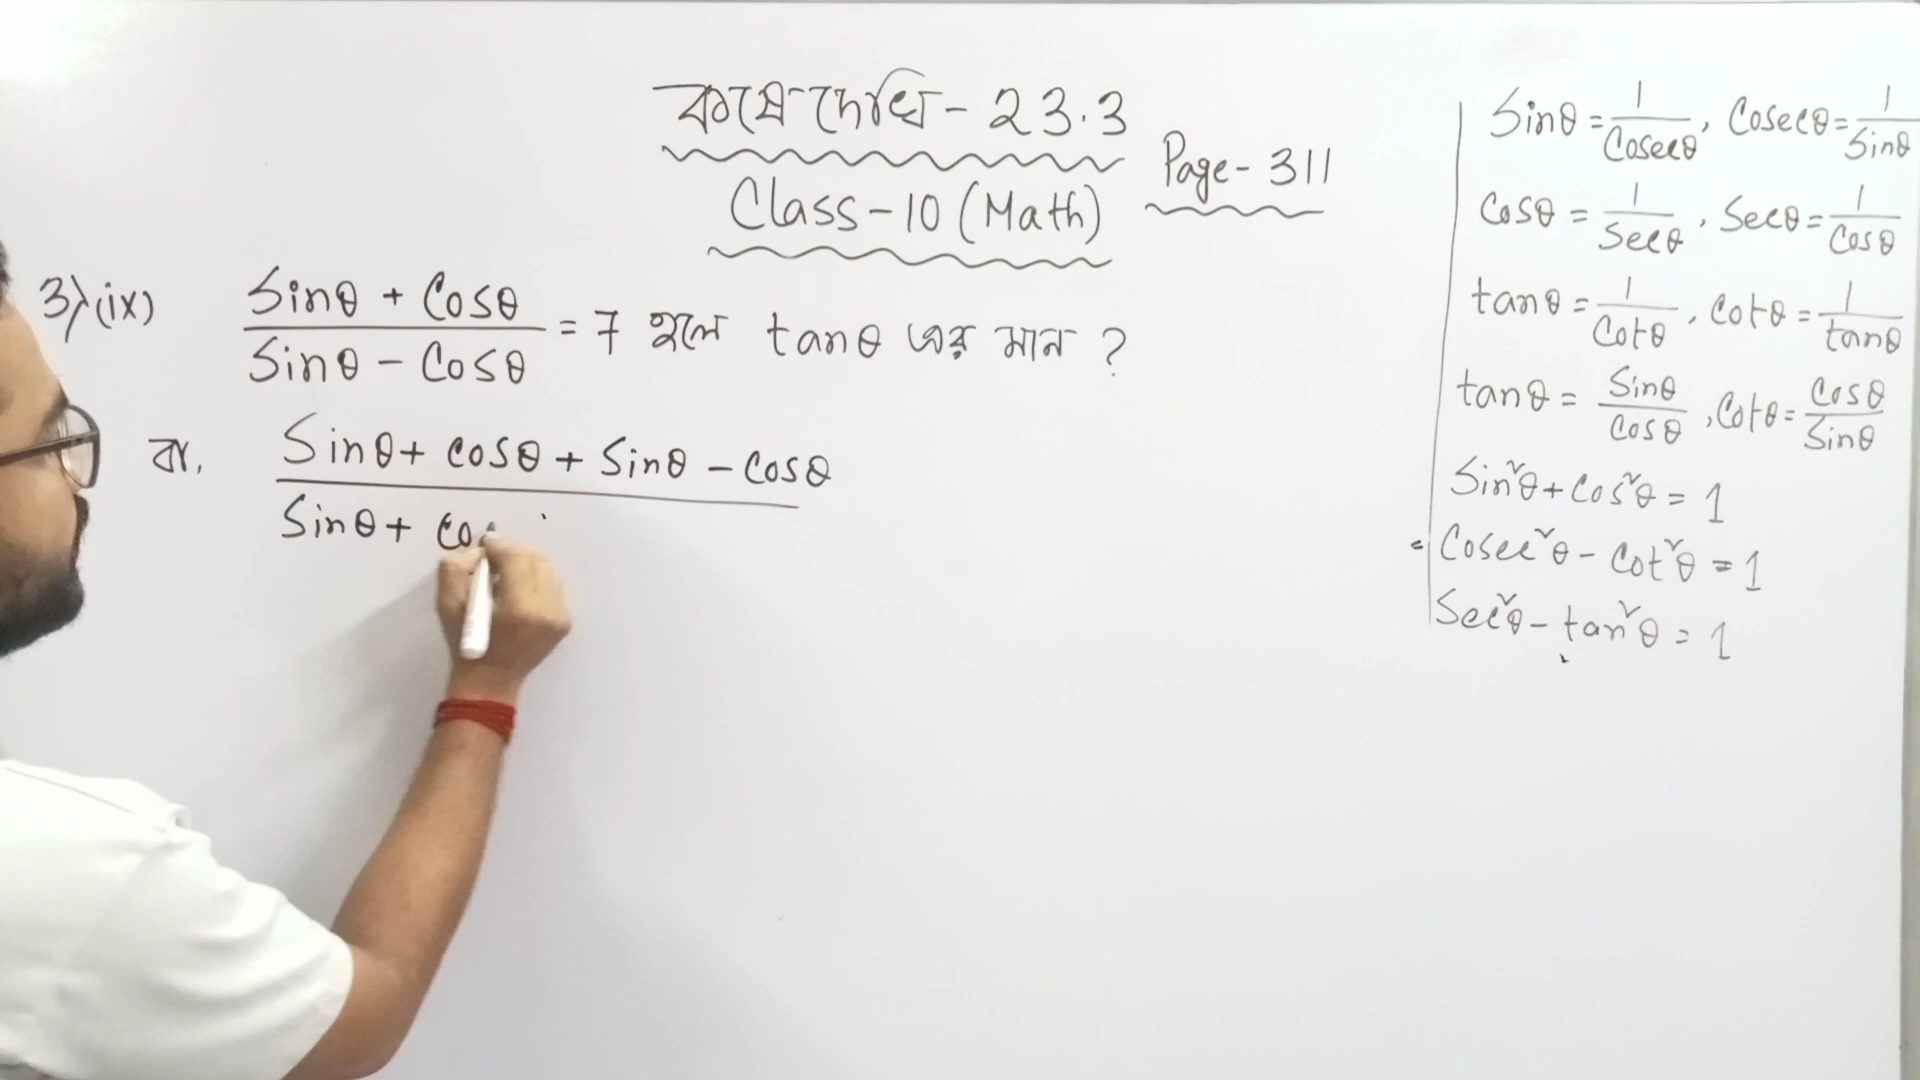 কষে দেখি - 23.3
Class-10 (Math)
Page- 311
3) (ix) (Sinθ + Cosθ)/(Sinθ - Cosθ) = 7 হলে tanθ এর মান ?
বা, Sinθ + cosθ + Sinθ - cosθ
Sinθ + co
Sinθ = 1/Cosecθ, Cosecθ = 1/Sinθ
Cosθ = 1/Secθ, Secθ = 1/Cosθ
tanθ = 1/Cotθ, Cotθ = 1/tanθ
tanθ = Sinθ/Cosθ, Cotθ = Cosθ/Sinθ
Sin²θ + Cos²θ = 1
Cosec²θ - Cot²θ = 1
Sec²θ - tan²θ = 1